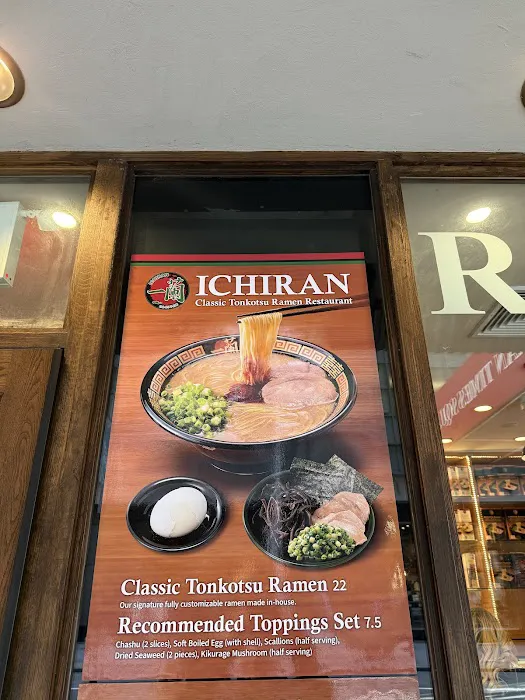 一蘭
ICHIRAN
Classic Tonkotsu Ramen Restaurant
R
Classic Tonkotsu Ramen 22
Our signature fully customizable ramen made in-house.
Recommended Toppings Set 7.5
Chashu (2 slices), Soft Boiled Egg (with shell), Scallions (half serving),
Dried Seaweed (2 pieces), Kikurage Mushroom (half serving)